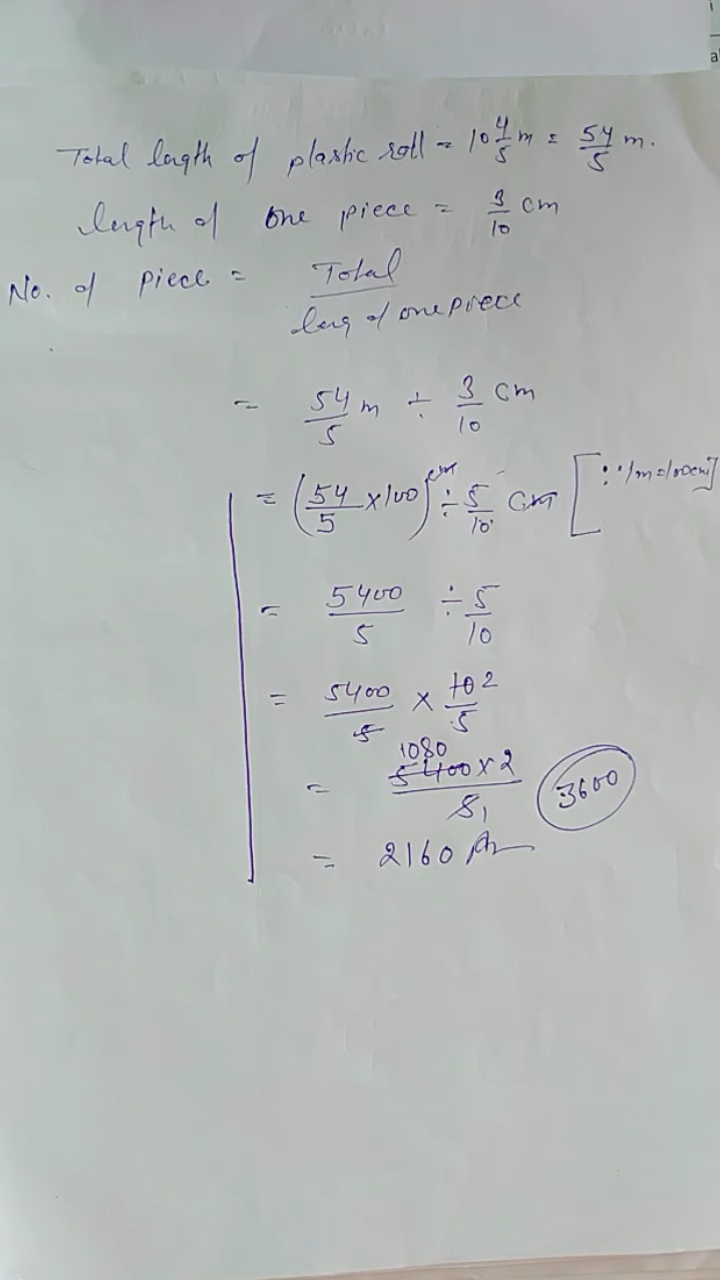 Total length of plastic roll = 10 4/5 m = 54/5 m.
length of one piece = 3/10 cm
No. of piece = Total / leng of one piece
= 54/5 m ÷ 3/10 cm
= (54/5 × 100) cm ÷ 5/10 cm [∵ 1m = 100cm]
= 5400/5 ÷ 5/10
= 5400/5 × 10 2/5
1080
= 5400 × 2 / 5 1
3600
= 2160